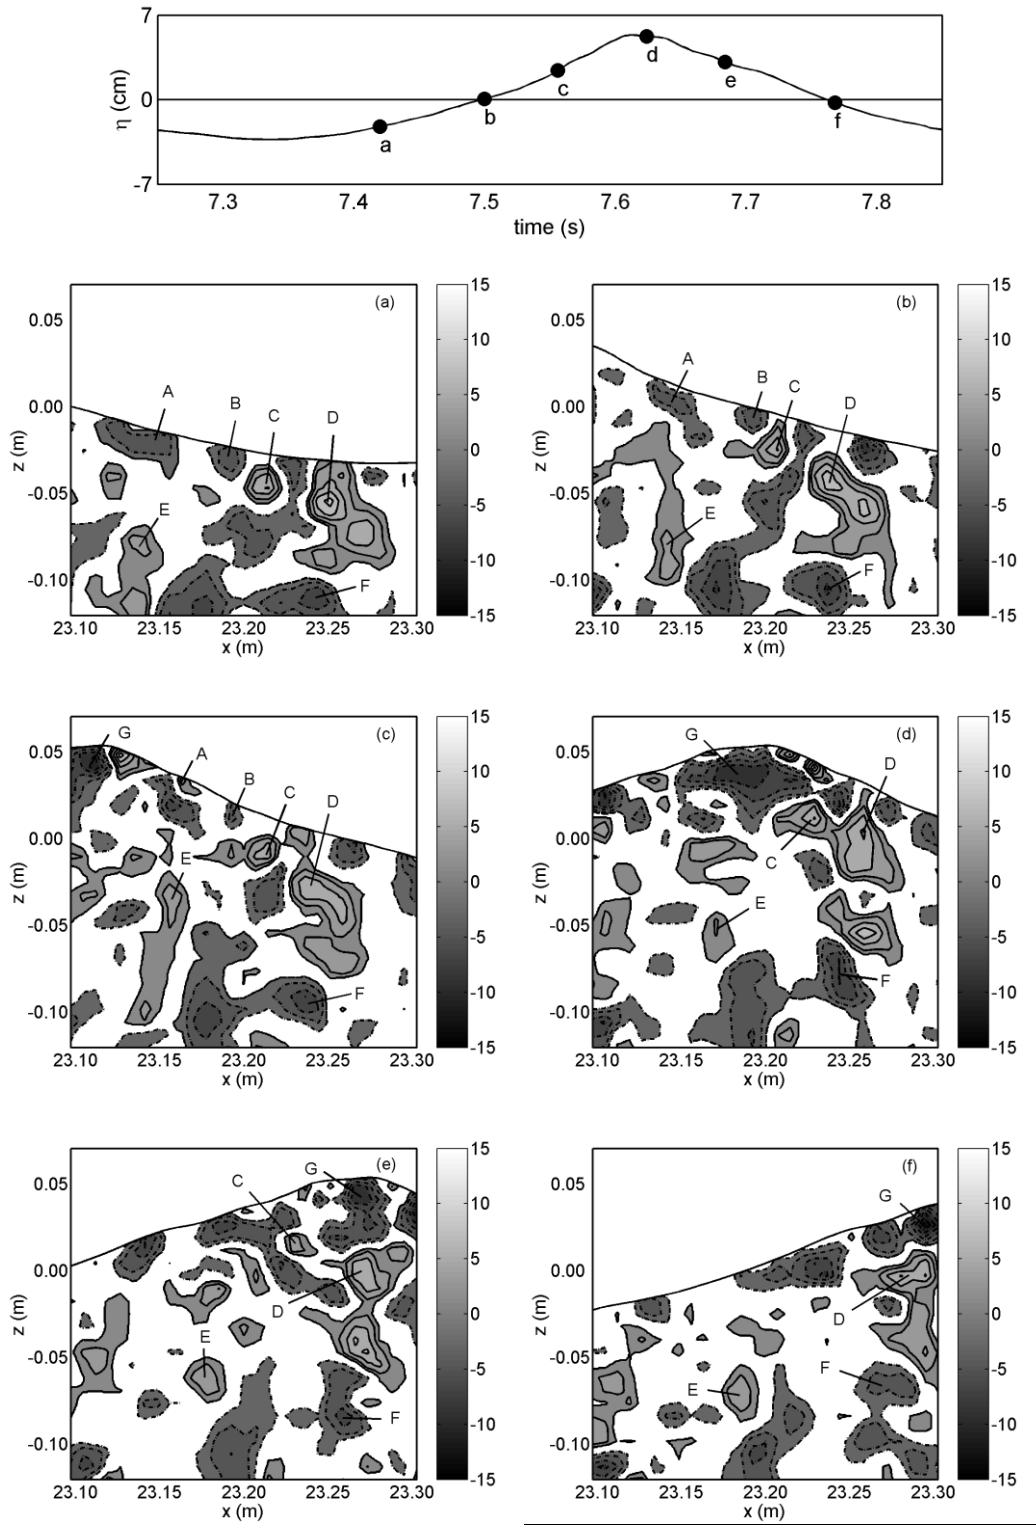 7
0
-7
η (cm)
a
b
c
d
e
f
7.3 7.4 7.5 7.6 7.7 7.8
time (s)
(a)
A B C D E F
0.05
0.00
-0.05
-0.10
z (m)
23.10 23.15 23.20 23.25 23.30
x (m)
15
10
5
0
-5
-10
-15
(b)
A B C D E F
0.05
0.00
-0.05
-0.10
z (m)
23.10 23.15 23.20 23.25 23.30
x (m)
15
10
5
0
-5
-10
-15
(c)
G A B C D E F
0.05
0.00
-0.05
-0.10
z (m)
23.10 23.15 23.20 23.25 23.30
x (m)
15
10
5
0
-5
-10
-15
(d)
G D C E F
0.05
0.00
-0.05
-0.10
z (m)
23.10 23.15 23.20 23.25 23.30
x (m)
15
10
5
0
-5
-10
-15
(e)
G C D E F
0.05
0.00
-0.05
-0.10
z (m)
23.10 23.15 23.20 23.25 23.30
x (m)
15
10
5
0
-5
-10
-15
(f)
G D F E
0.05
0.00
-0.05
-0.10
z (m)
23.10 23.15 23.20 23.25 23.30
x (m)
15
10
5
0
-5
-10
-15